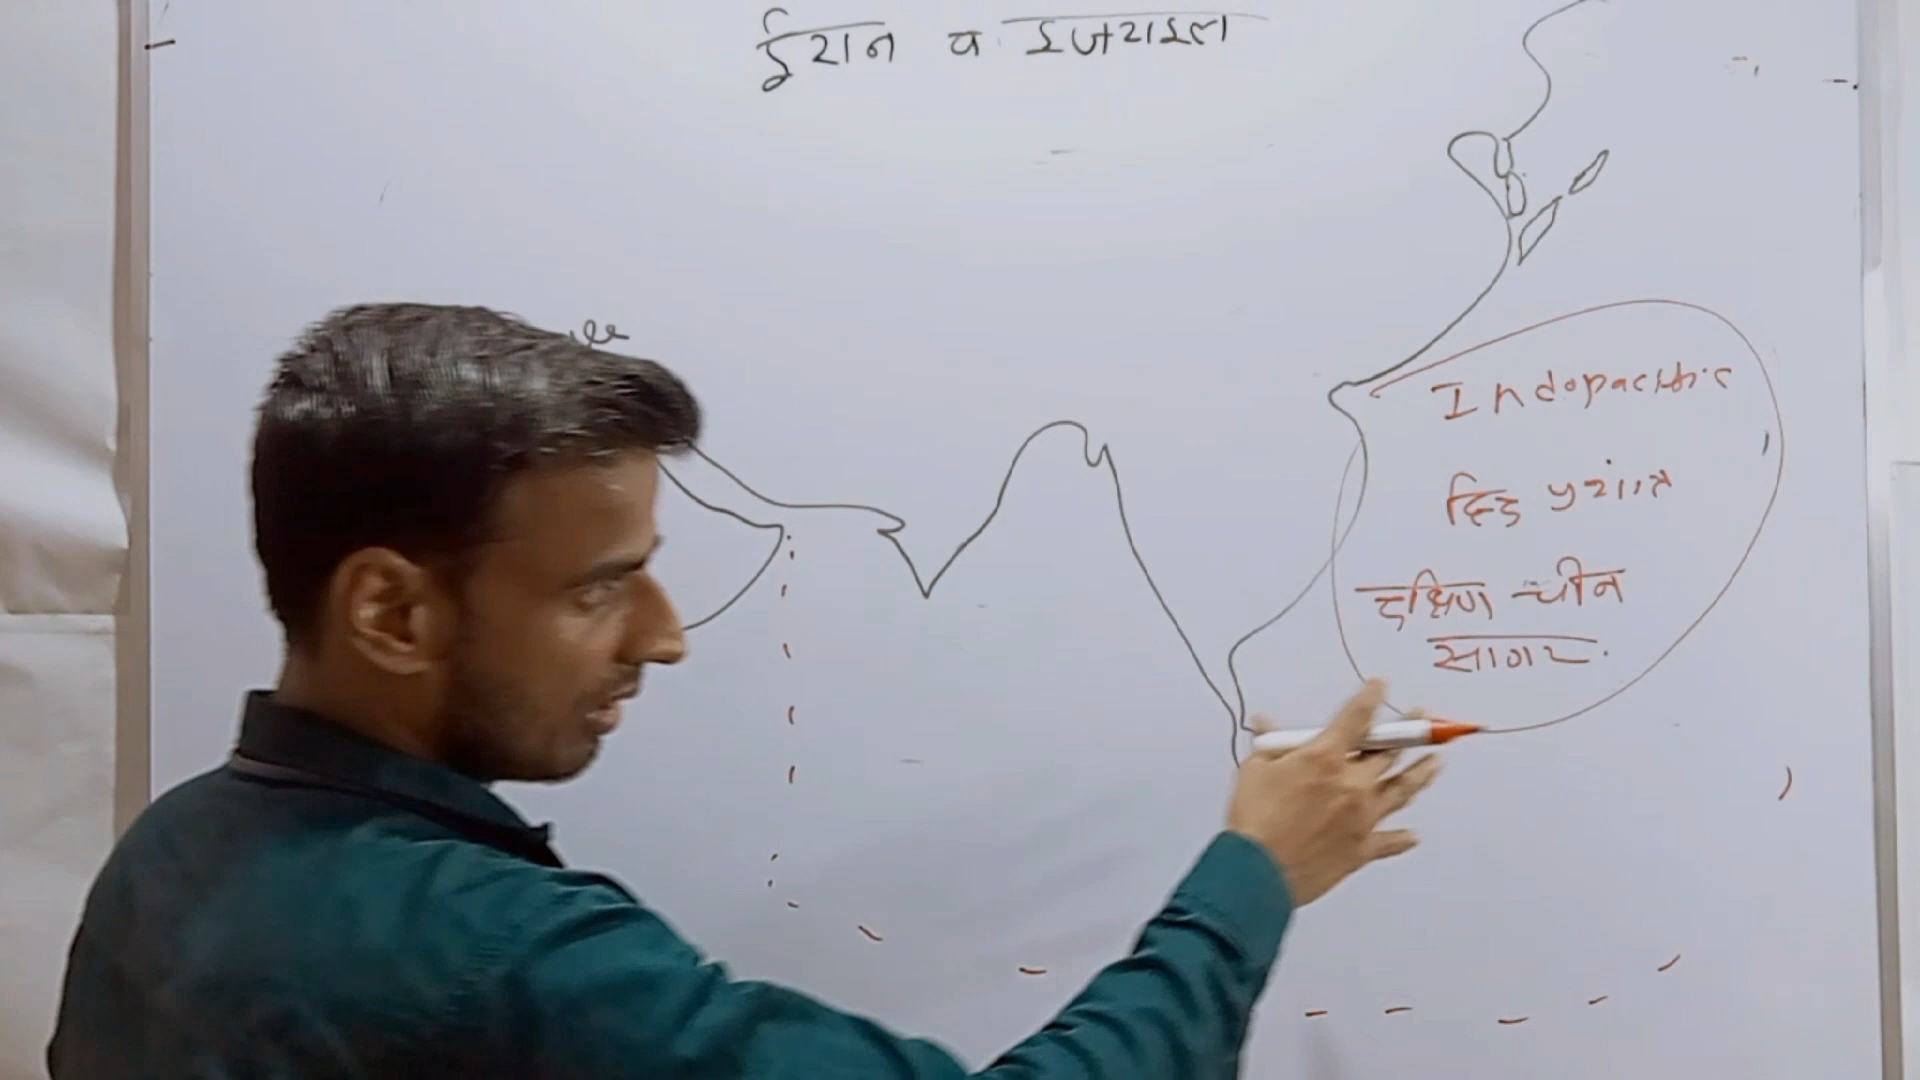 ईरान व इजराइल
Indopacific
हिंद प्रशांत
दक्षिण चीन
सागर